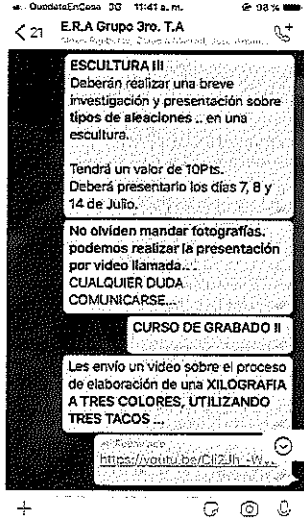 QuedateEnCasa 3G 11:41 a. m. 98 %
< 21 E.R.A Grupo 3ro. T.A
ESCULTURA III
Deberán realizar una breve
investigación y presentación sobre
tipos de aleaciones .. en una
escultura.
Tendrá un valor de 10Pts.
Deberá presentarlo los días 7, 8 y
14 de Julio.
No olviden mandar fotografías.
podemos realizar la presentación
por video llamada...
CUALQUIER DUDA
COMUNICARSE...
CURSO DE GRABADO II
Les envío un video sobre el proceso
de elaboración de una XILOGRAFIA
A TRES COLORES, UTILIZANDO
TRES TACOS ...